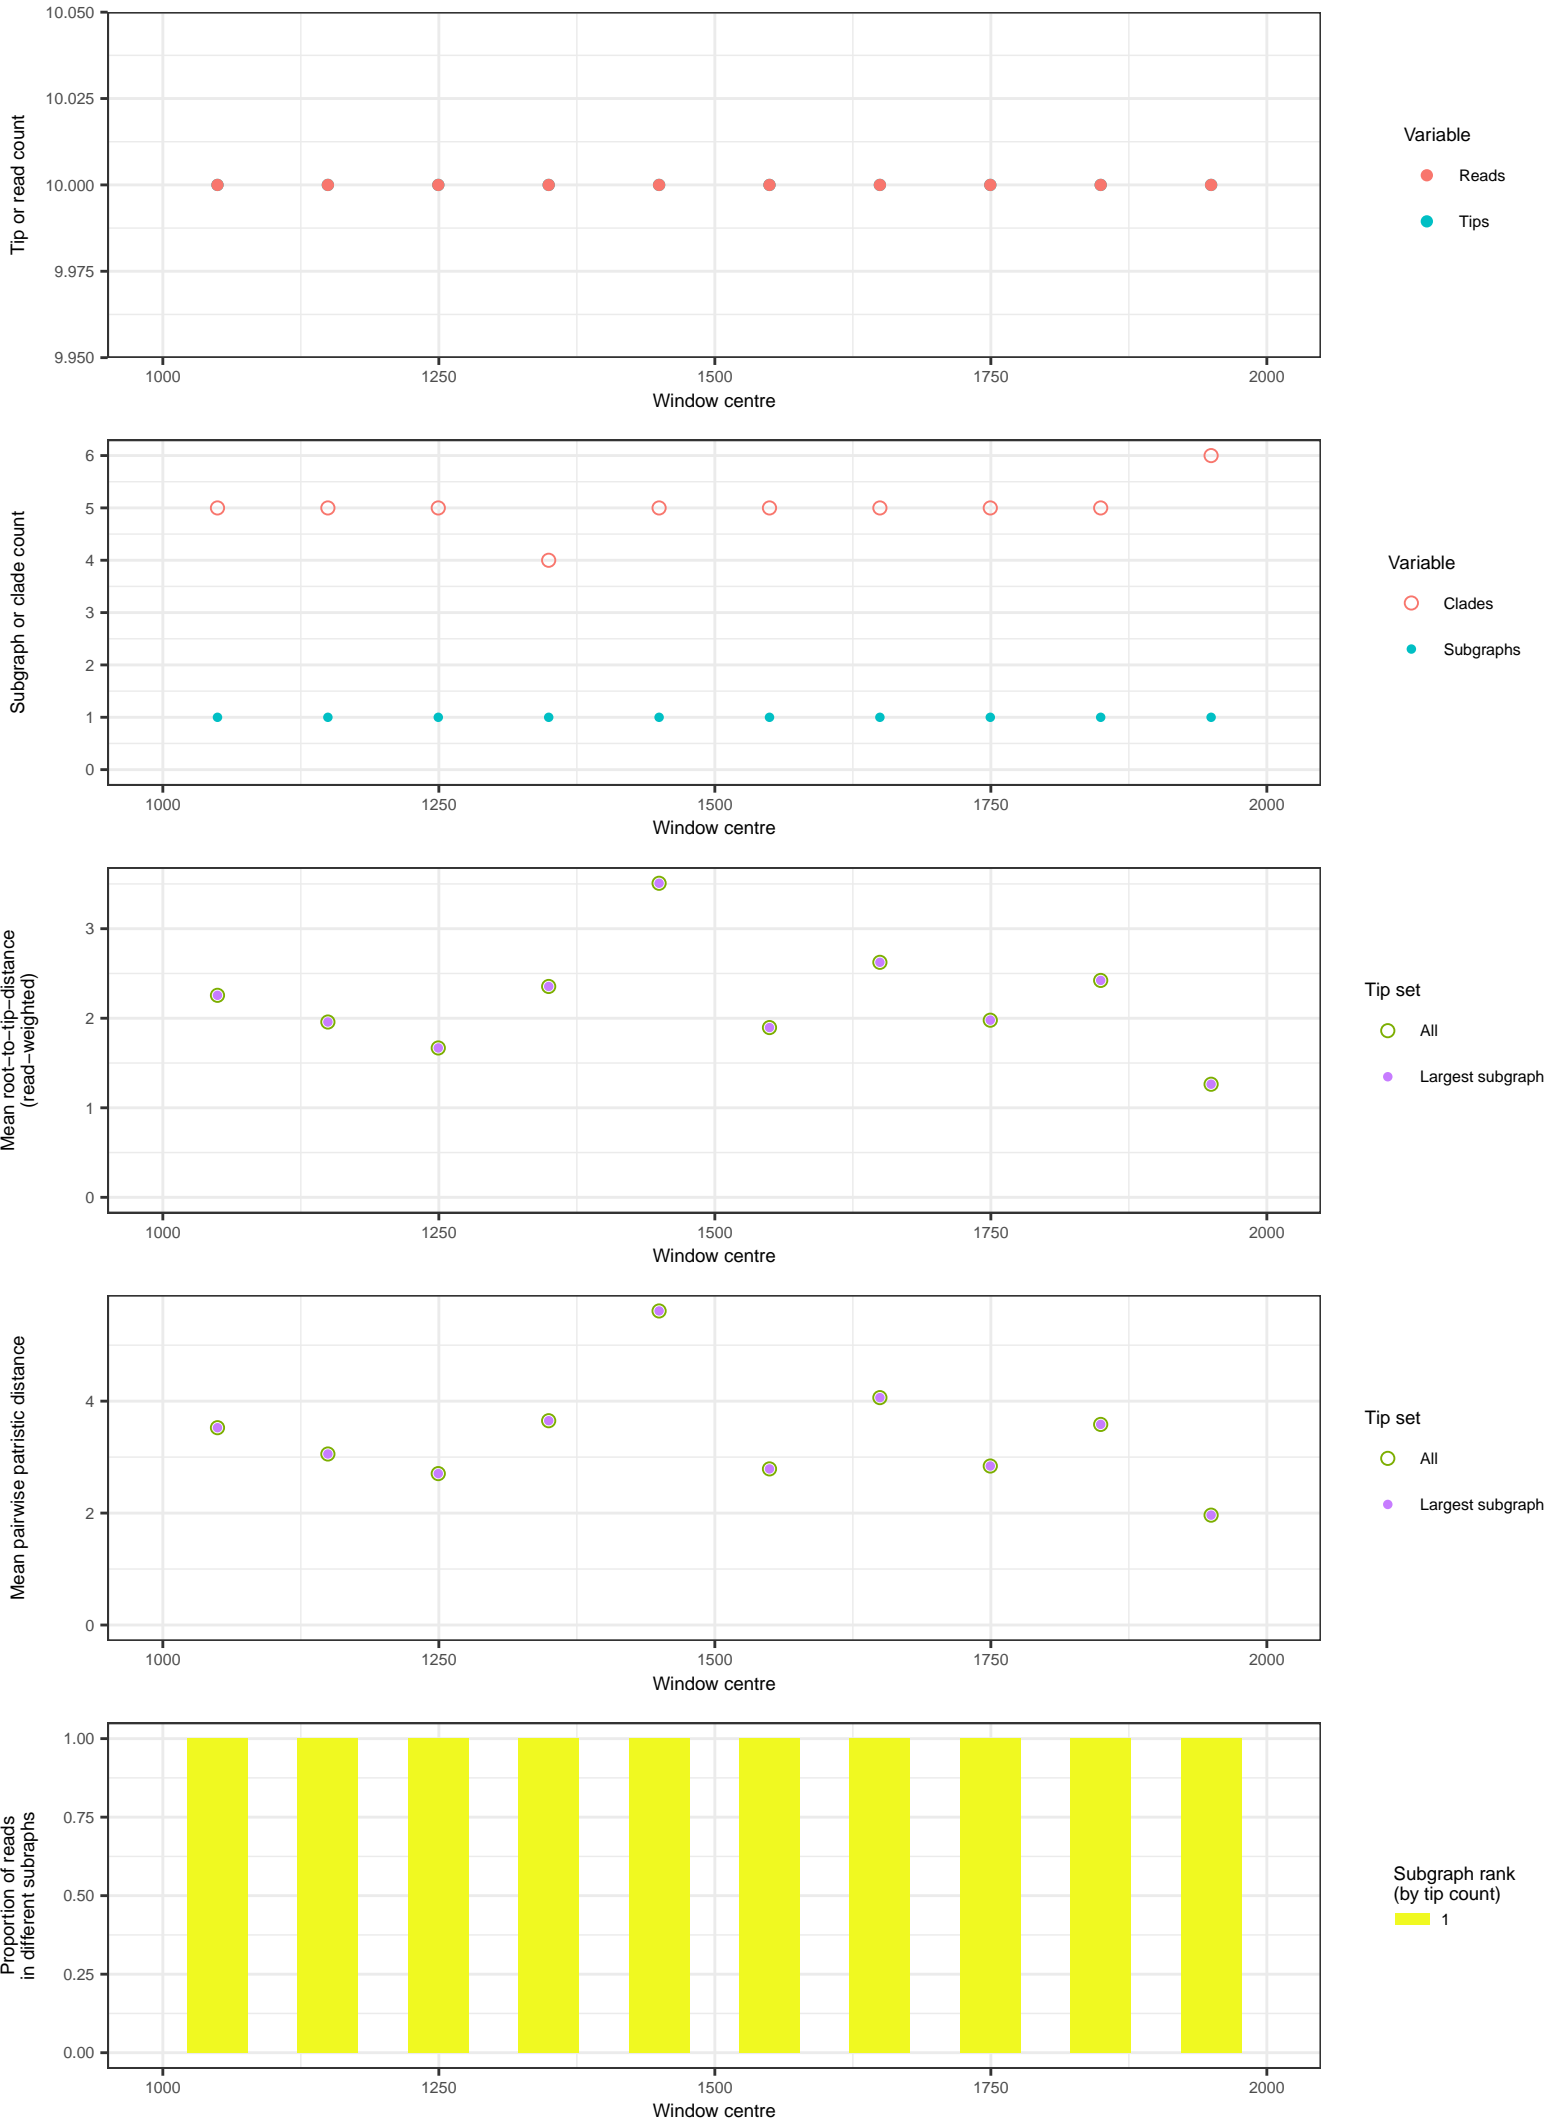 10.050
10.025
10.000
9.975
9.950
Tip or read count
1000 1250 1500 1750 2000
Window centre
Variable
Reads
Tips
6
5
4
3
2
1
0
Subgraph or clade count
1000 1250 1500 1750 2000
Window centre
Variable
Clades
Subgraphs
3
2
1
0
Mean root−to−tip−distance
(read−weighted)
1000 1250 1500 1750 2000
Window centre
Tip set
All
Largest subgraph
4
2
0
Mean pairwise patristic distance
1000 1250 1500 1750 2000
Window centre
Tip set
All
Largest subgraph
1.00
0.75
0.50
0.25
0.00
Proportion of reads
in different subraphs
1000 1250 1500 1750 2000
Window centre
Subgraph rank
(by tip count)
1